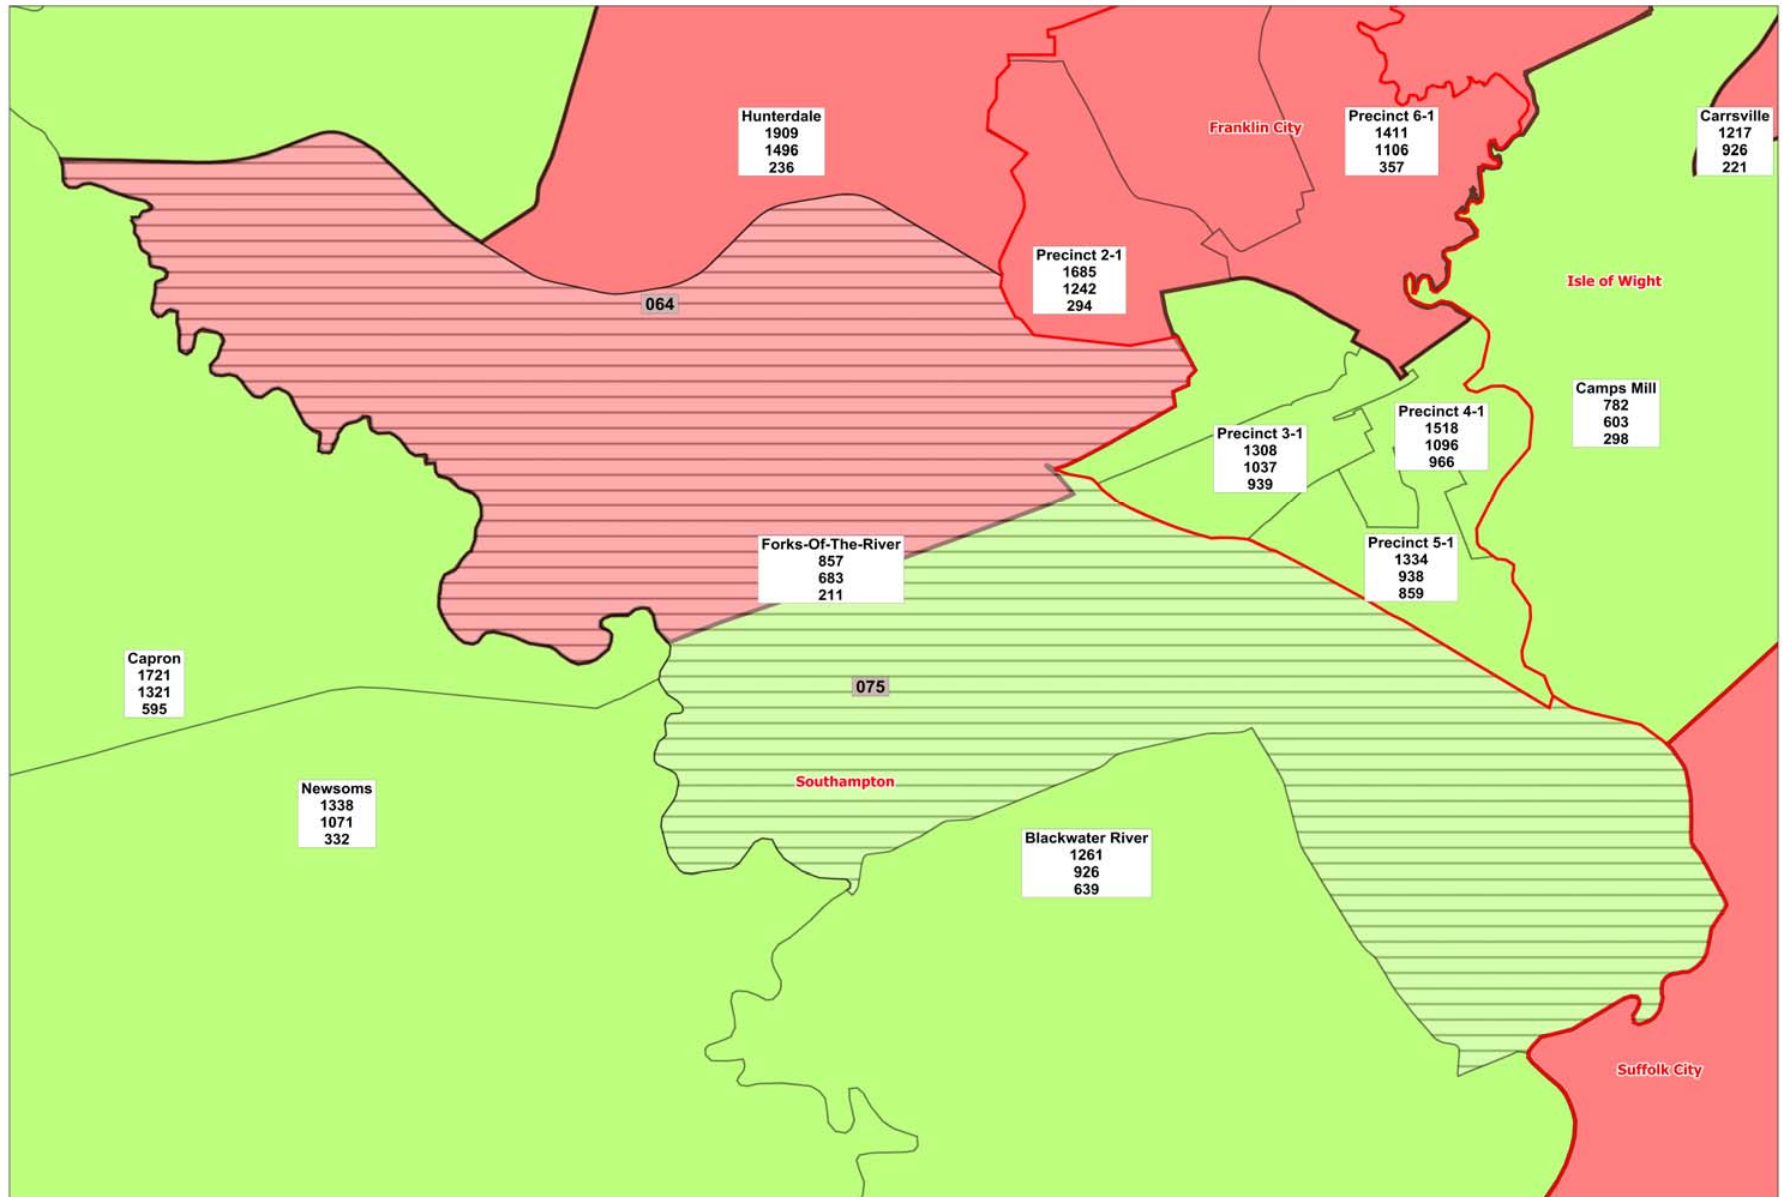 Hunterdale
1909
1496
236
Franklin City
Precinct 6-1
1411
1106
357
Carrsville
1217
926
221
Precinct 2-1
1685
1242
294
Isle of Wight
064
Camps Mill
782
603
298
Precinct 4-1
1518
1096
966
Precinct 3-1
1308
1037
939
Forks-Of-The-River
857
683
211
Precinct 5-1
1334
938
859
Capron
1721
1321
595
075
Southampton
Newsoms
1338
1071
332
Blackwater River
1261
926
639
Suffolk City